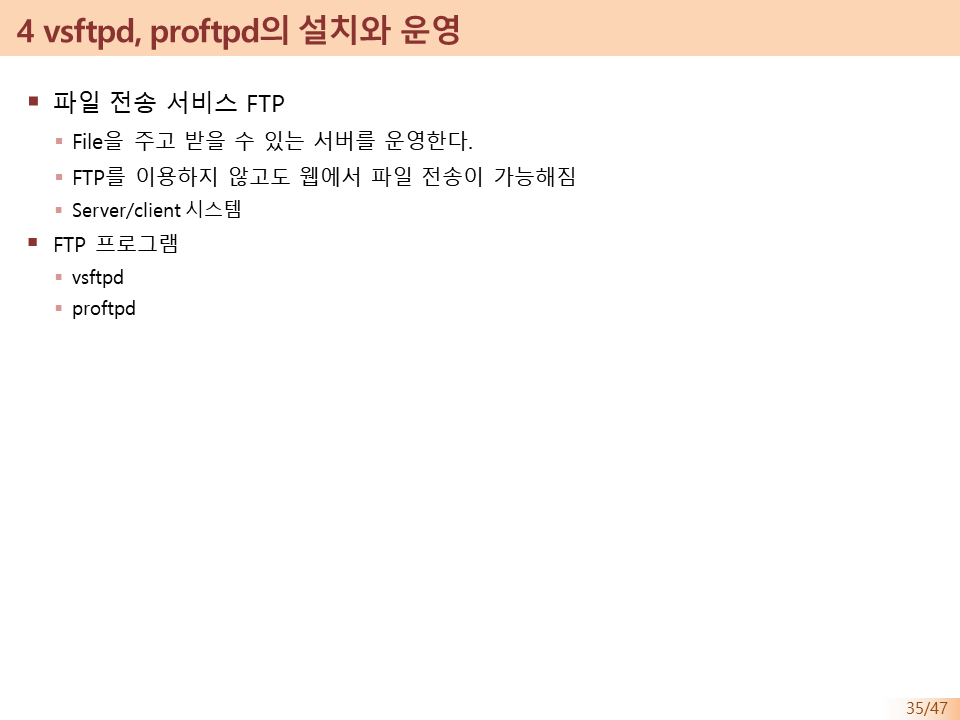 4 vsftpd, proftpd의 설치와 운영
파일 전송 서비스 FTP
File을 주고 받을 수 있는 서버를 운영한다.
FTP를 이용하지 않고도 웹에서 파일 전송이 가능해짐
Server/client 시스템
FTP 프로그램
vsftpd
proftpd
35/47